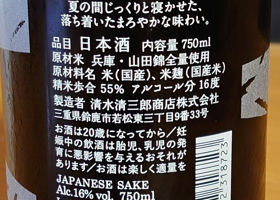 夏の間じっくりと寝かせ、
落ち着いたまろやかな味わい。
品目 日本酒 内容量 750ml
原材米 兵庫・山田錦全量使用
原材料名 米(国産)、米麹(国産米)
精米歩合 55% アルコール分 16度
製造者 清水清三郎商店株式会社
三重県鈴鹿市若松東三丁目9番33号
お酒は20歳になってから/妊
娠中の飲酒は胎児、乳児の発
育に悪影響を与えるおそれが
あります/お酒は楽しく適量を
JAPANESE SAKE
Alc.16% vol. 750ml